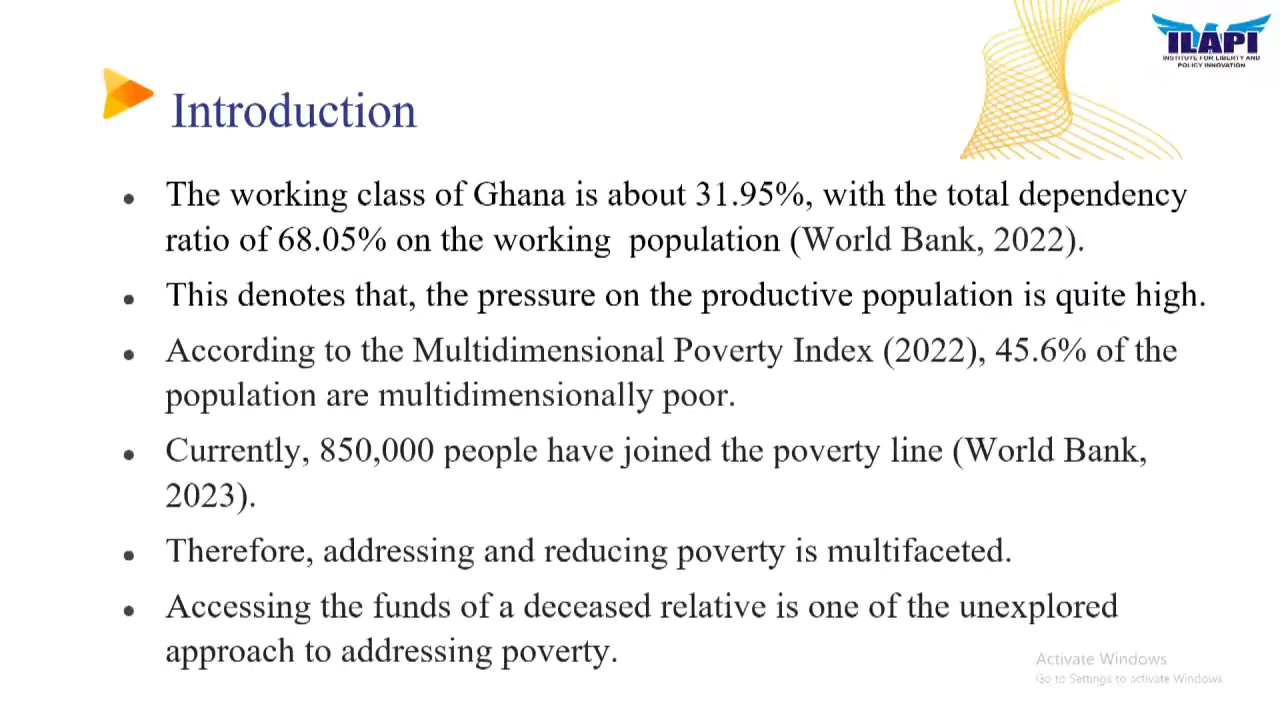 ILAPI
INSTITUTE FOR LIBERTY AND
POLICY INNOVATION
Introduction
• The working class of Ghana is about 31.95%, with the total dependency
ratio of 68.05% on the working population (World Bank, 2022).
• This denotes that, the pressure on the productive population is quite high.
• According to the Multidimensional Poverty Index (2022), 45.6% of the
population are multidimensionally poor.
• Currently, 850,000 people have joined the poverty line (World Bank,
2023).
• Therefore, addressing and reducing poverty is multifaceted.
• Accessing the funds of a deceased relative is one of the unexplored
approach to addressing poverty.
Activate Windows
Go to Settings to activate Windows.